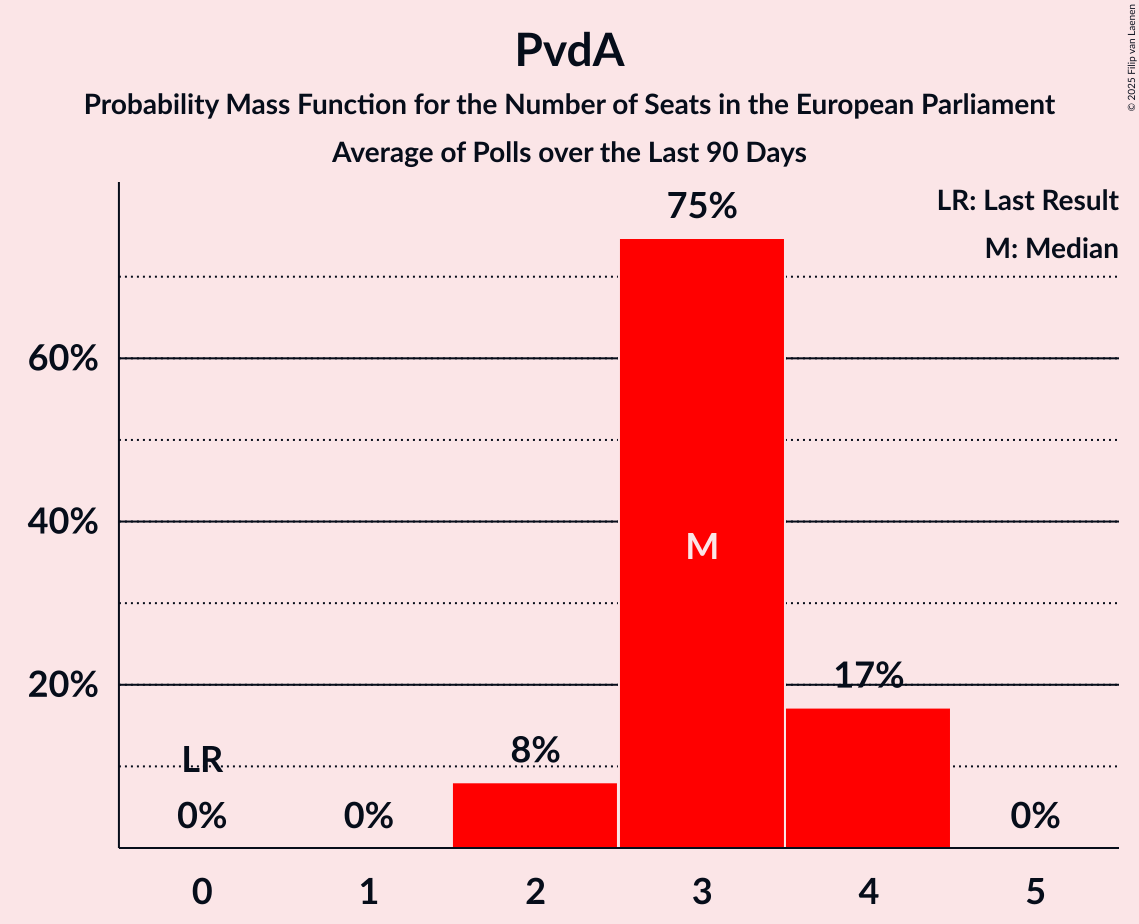 PvdA
Probability Mass Function for the Number of Seats in the European Parliament
Average of Polls over the Last 90 Days
© 2025 Filip van Laenen
LR: Last Result
M: Median
75%
60%
40%
M
20%
17%
8%
LR
0%
0%
0%
0
1
2
3
4
5